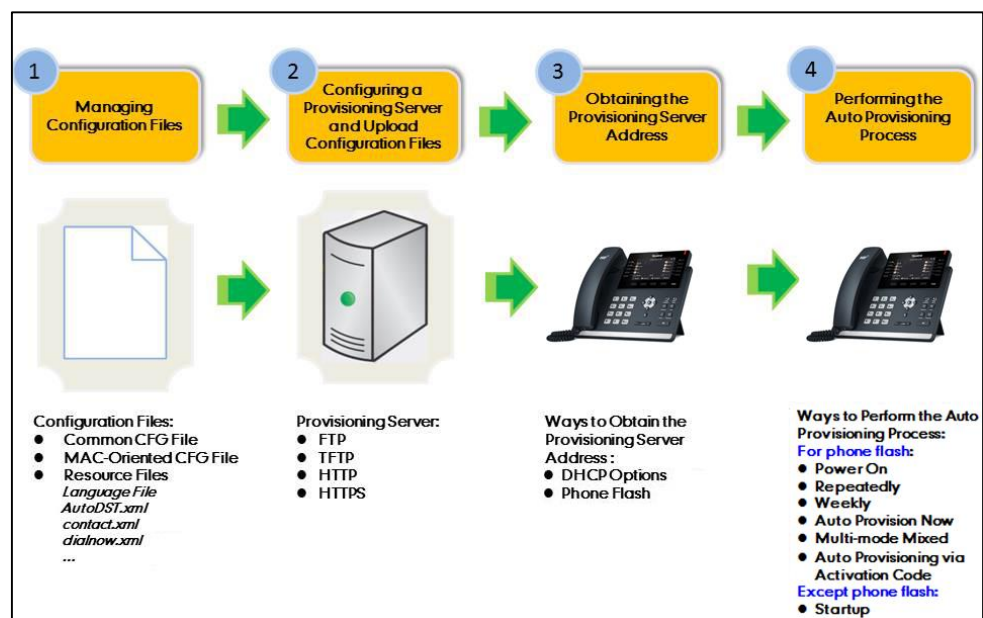 1
Managing
Configuration Files
2
Configuring a
Provisioning Server
and Upload
Configuration Files
3
Obtaining the
Provisioning Server
Address
4
Performing the
Auto Provisioning
Process
Configuration Files:
● Common CFG File
● MAC-Oriented CFG File
● Resource Files
Language File
AutoDST.xml
contact.xml
dialnow.xml
...
Provisioning Server:
● FTP
● TFTP
● HTTP
● HTTPS
Ways to Obtain the
Provisioning Server
Address :
● DHCP Options
● Phone Flash
Ways to Perform the Auto
Provisioning Process:
For phone flash:
● Power On
● Repeatedly
● Weekly
● Auto Provision Now
● Multi-mode Mixed
● Auto Provisioning via
Activation Code
Except phone flash:
● Startup